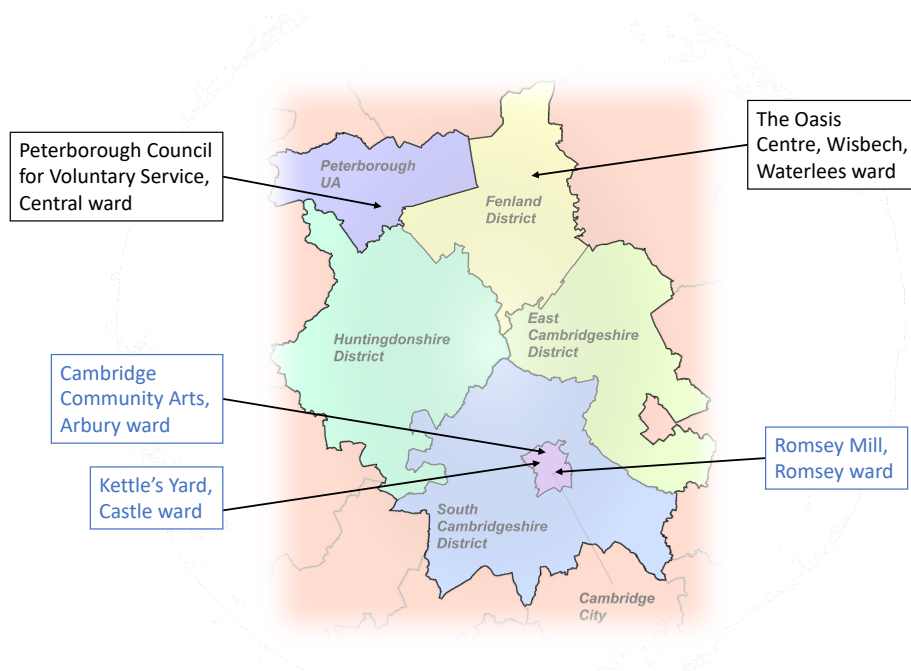 The Oasis
Centre, Wisbech,
Waterlees ward
Peterborough Council
for Voluntary Service,
Central ward
Peterborough
UA
Fenland
District
East
Cambridgeshire
District
Huntingdonshire
District
Cambridge
Community Arts,
Arbury ward
Romsey Mill,
Romsey ward
Kettle's Yard,
Castle ward
South
Cambridgeshire
District
Cambridge
City